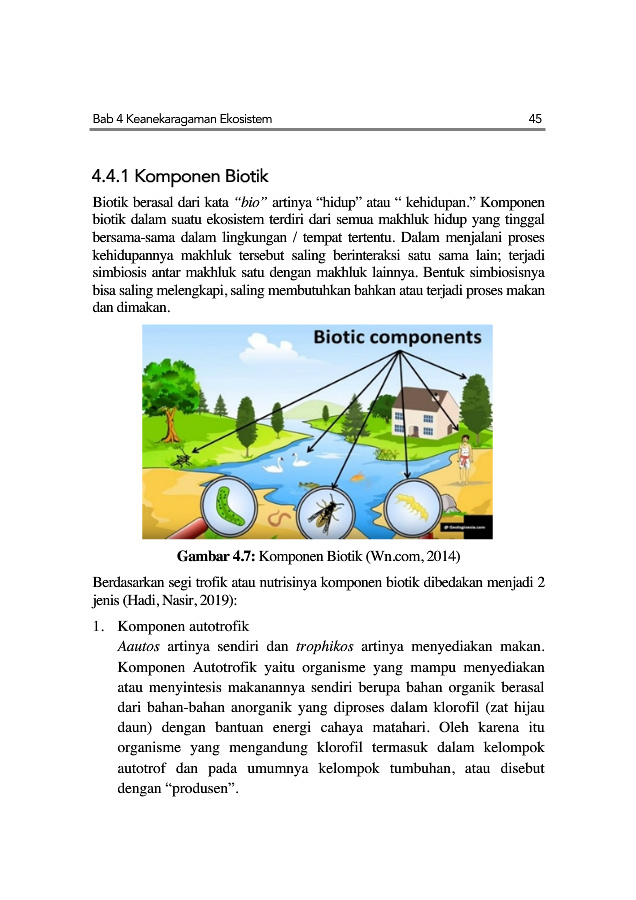 Bab 4 Keanekaragaman Ekosistem 45
4.4.1 Komponen Biotik
Biotik berasal dari kata “bio” artinya “hidup” atau “ kehidupan.” Komponen
biotik dalam suatu ekosistem terdiri dari semua makhluk hidup yang tinggal
bersama-sama dalam lingkungan / tempat tertentu. Dalam menjalani proses
kehidupannya makhluk tersebut saling berinteraksi satu sama lain; terjadi
simbiosis antar makhluk satu dengan makhluk lainnya. Bentuk simbiosisnya
bisa saling melengkapi, saling membutuhkan bahkan atau terjadi proses makan
dan dimakan.
Biotic components
@ Geologinesia.com
Gambar 4.7: Komponen Biotik (Wn.com, 2014)
Berdasarkan segi trofik atau nutrisinya komponen biotik dibedakan menjadi 2
jenis (Hadi, Nasir, 2019):
1. Komponen autotrofik
Aautos artinya sendiri dan trophikos artinya menyediakan makan.
Komponen Autotrofik yaitu organisme yang mampu menyediakan
atau menyintesis makanannya sendiri berupa bahan organik berasal
dari bahan-bahan anorganik yang diproses dalam klorofil (zat hijau
daun) dengan bantuan energi cahaya matahari. Oleh karena itu
organisme yang mengandung klorofil termasuk dalam kelompok
autotrof dan pada umumnya kelompok tumbuhan, atau disebut
dengan “produsen”.